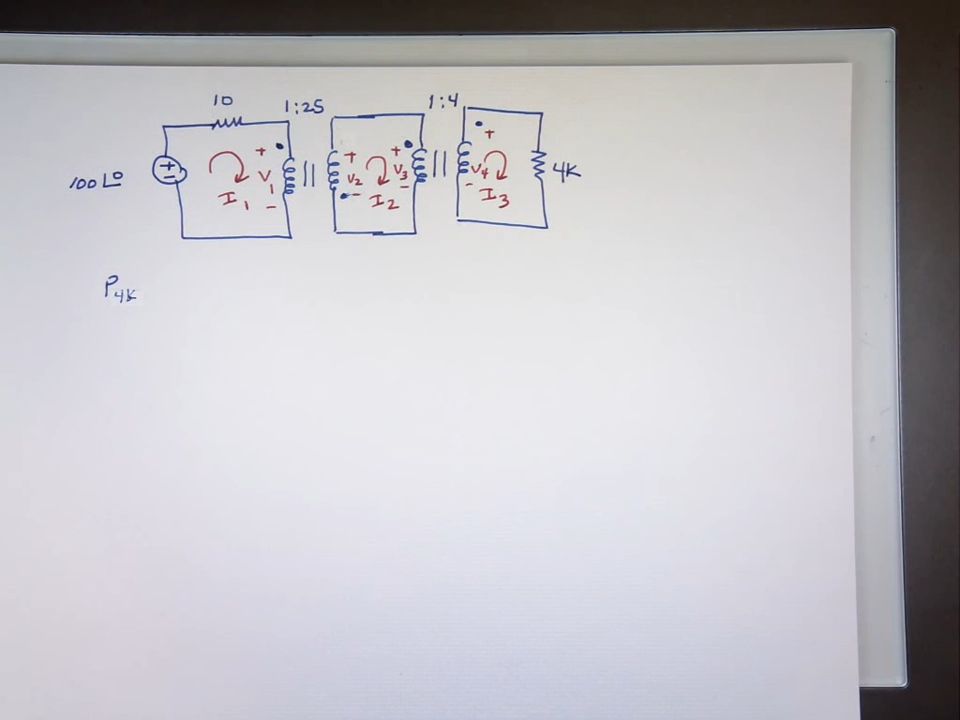 10 1:25 1:4
100∠0 + - + V1 - + V2 - + V3 - + V4 - 4K
I1 I2 I3
P4K